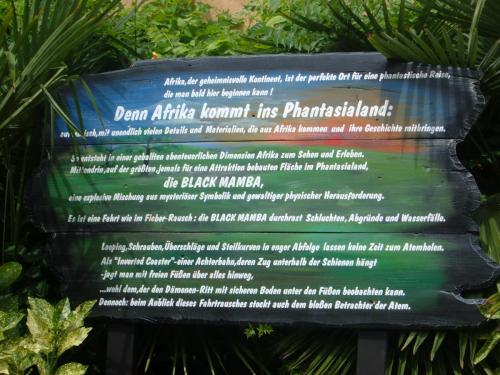 Afrika, der geheimnisvolle Kontinent, ist der perfekte Ort für eine phantastische Reise,
die man bald hier beginnen kann!
Denn Afrika kommt ins Phantasialand:
mit unendlich vielen Details und Materialien, die aus Afrika kommen und ihre Geschichte mitbringen.
So entsteht in einer geballten abenteuerlichen Dimension Afrika zum Sehen und Erleben.
Mittendrin, auf der größten, jemals für eine Attraktion bebauten Fläche im Phantasialand,
die BLACK MAMBA,
eine explosive Mischung aus mysteriöser Symbolik und gewaltiger physischer Herausforderung.
Es ist eine Fahrt wie im Fieber-Rausch: die BLACK MAMBA durchrast Schluchten, Abgründe und Wasserfälle.
Looping, Schrauben, Überschläge und Steilkurven in enger Abfolge lassen keine Zeit zum Atemholen.
Als "Inverted Coaster"-einer Achterbahn, deren Zug unterhalb der Schienen hängt
-jagt man mit freien Füßen über alles hinweg,
...wohl dem, der den Dämonen-Ritt mit sicheren Boden unter den Füßen beobachten kann.
Dennoch: beim Anblick dieses Fahrtrausches stockt auch dem bloßen Betrachter der Atem.